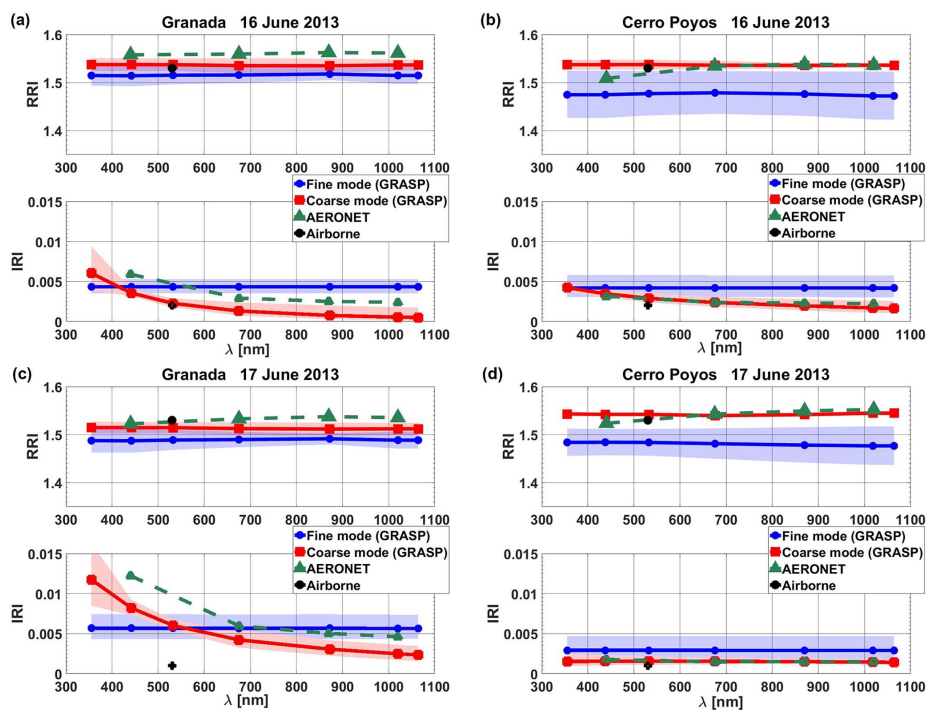 (a)
Granada 16 June 2013
1.6
1.5
1.4
RRI
300 400 500 600 700 800 900 1000 1100
Fine mode (GRASP)
Coarse mode (GRASP)
AERONET
Airborne
0.015
0.01
0.005
0
IRI
300 400 500 600 700 800 900 1000 1100
λ [nm]
(b)
Cerro Poyos 16 June 2013
1.6
1.5
1.4
RRI
300 400 500 600 700 800 900 1000 1100
Fine mode (GRASP)
Coarse mode (GRASP)
AERONET
Airborne
0.015
0.01
0.005
0
IRI
300 400 500 600 700 800 900 1000 1100
λ [nm]
(c)
Granada 17 June 2013
1.6
1.5
1.4
RRI
300 400 500 600 700 800 900 1000 1100
Fine mode (GRASP)
Coarse mode (GRASP)
AERONET
Airborne
0.015
0.01
0.005
0
IRI
300 400 500 600 700 800 900 1000 1100
λ [nm]
(d)
Cerro Poyos 17 June 2013
1.6
1.5
1.4
RRI
300 400 500 600 700 800 900 1000 1100
Fine mode (GRASP)
Coarse mode (GRASP)
AERONET
Airborne
0.015
0.01
0.005
0
IRI
300 400 500 600 700 800 900 1000 1100
λ [nm]